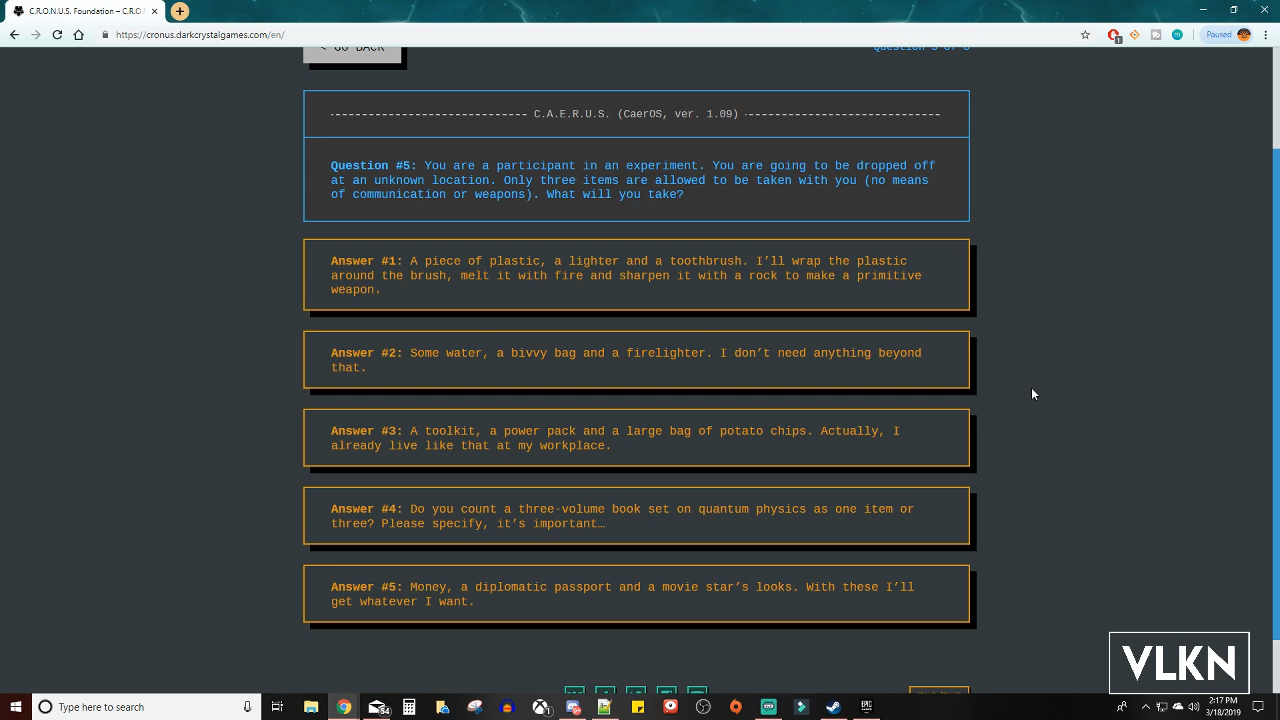 C.R.O.N.U.S. Foundation – C.R.O.N
https://cronus.darkcrystalgames.com/en/
Paused
< GO BACK
Question 5 of 8
C.A.E.R.U.S. (CaerOS, ver. 1.09)
Question #5: You are a participant in an experiment. You are going to be dropped off
at an unknown location. Only three items are allowed to be taken with you (no means
of communication or weapons). What will you take?
Answer #1: A piece of plastic, a lighter and a toothbrush. I’ll wrap the plastic
around the brush, melt it with fire and sharpen it with a rock to make a primitive
weapon.
Answer #2: Some water, a bivvy bag and a firelighter. I don’t need anything beyond
that.
Answer #3: A toolkit, a power pack and a large bag of potato chips. Actually, I
already live like that at my workplace.
Answer #4: Do you count a three-volume book set on quantum physics as one item or
three? Please specify, it’s important…
Answer #5: Money, a diplomatic passport and a movie star’s looks. With these I’ll
get whatever I want.
VLKN
Type here to search
54
2:17 PM
3/18/2019